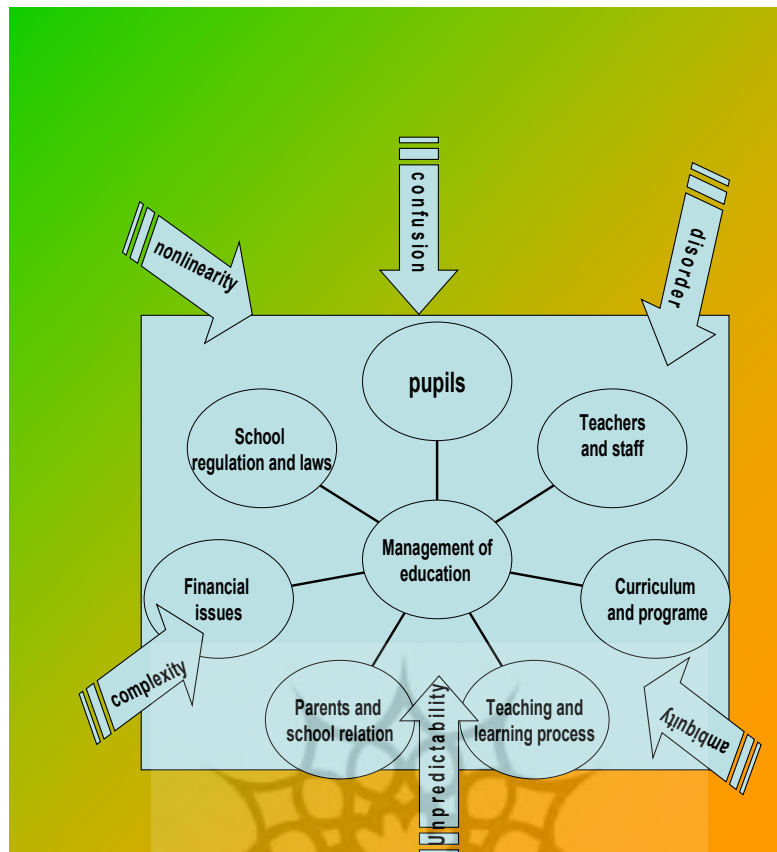 confusion
disorder
nonlinearity
pupils
School
regulation and laws
Teachers
and staff
Management of
education
Financial
issues
Curriculum
and programe
complexity
Parents and
school relation
Unpredictability
Teaching and
learning process
ambiquity